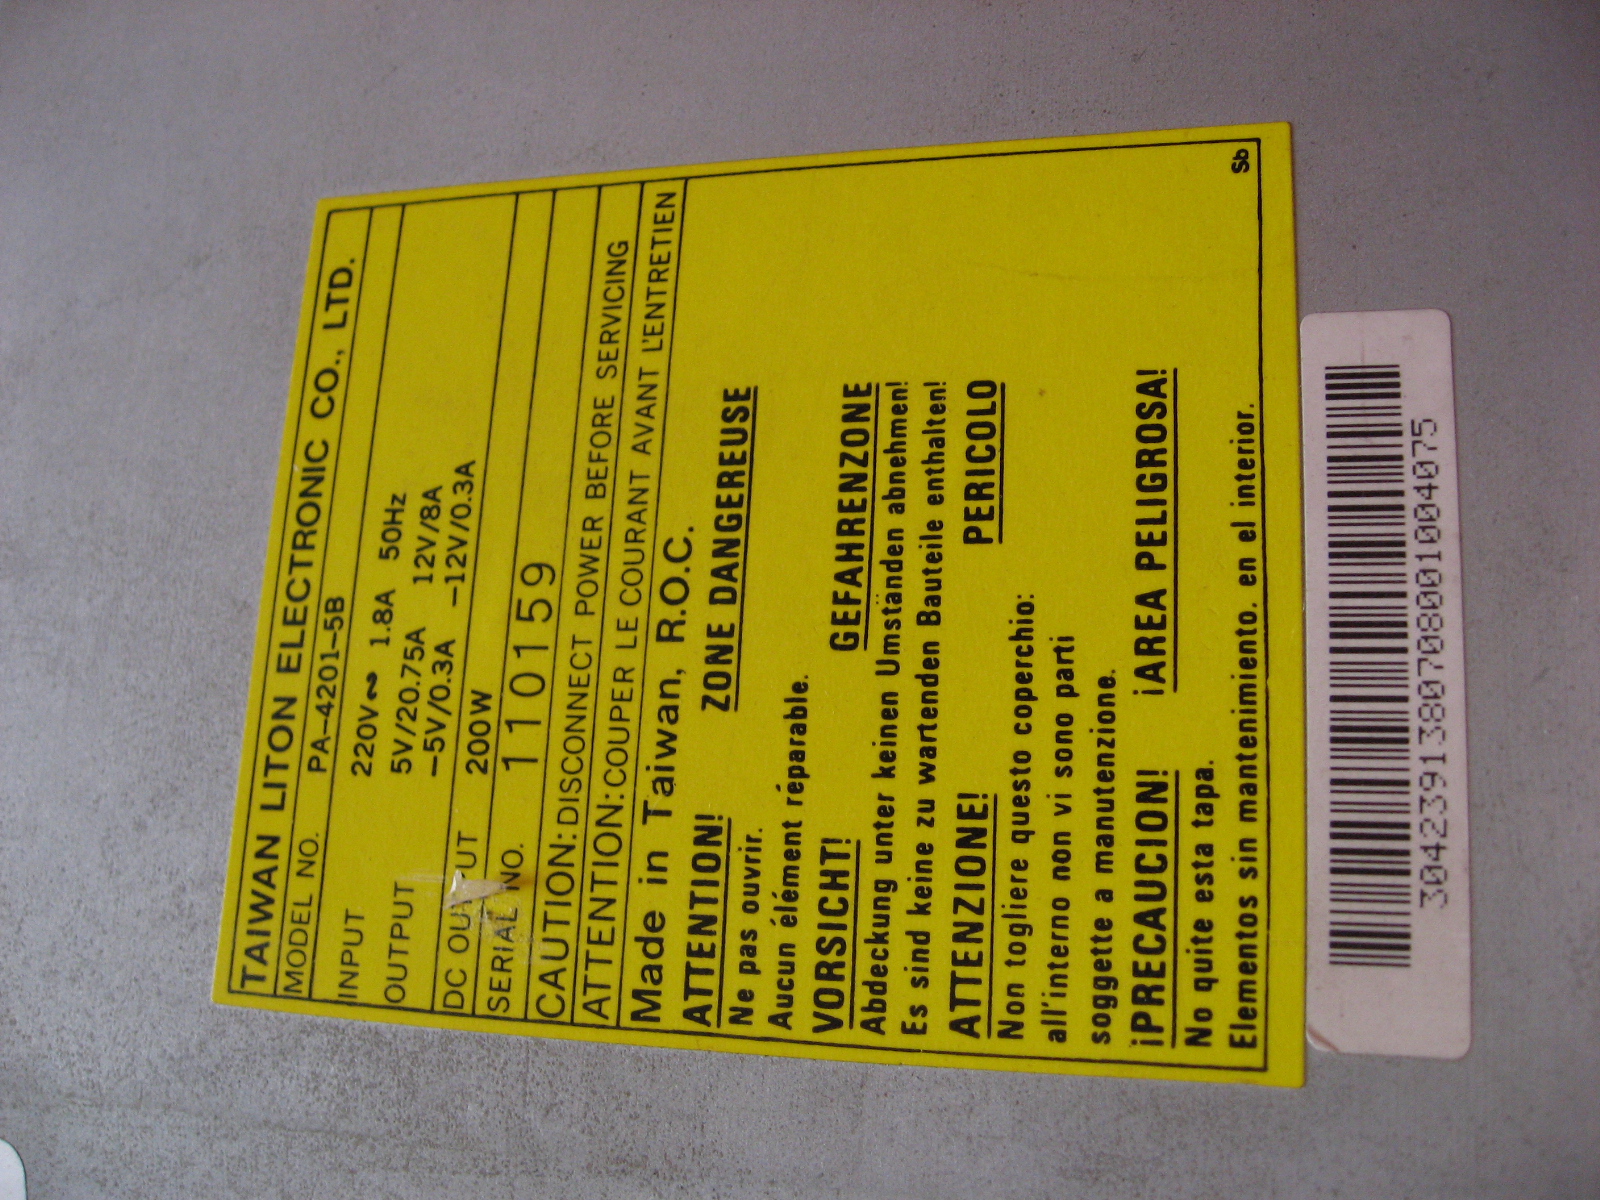 TAIWAN LITON ELECTRONIC CO., LTD.
MODEL NO. PA-4201-5B
INPUT 220V∾ 1.8A 50Hz
OUTPUT 5V/20.75A 12V/8A
-5V/0.3A -12V/0.3A
DC OUTPUT 200W
SERIAL NO. 110159
CAUTION: DISCONNECT POWER BEFORE SERVICING
ATTENTION: COUPER LE COURANT AVANT L'ENTRETIEN
Made in Taiwan, R.O.C.
ATTENTION! ZONE DANGEREUSE
Ne pas ouvrir.
Aucun élément réparable.
VORSICHT! GEFAHRENZONE
Abdeckung unter keinen Umständen abnehmen!
Es sind keine zu wartenden Bauteile enthalten!
ATTENZIONE! PERICOLO
Non togliere questo coperchio:
all'interno non vi sono parti
soggette a manutenzione.
¡PRECAUCION! ¡AREA PELIGROSA!
No quite esta tapa.
Elementos sin mantenimiento. en el interior.
Sb
30423913807080010004075